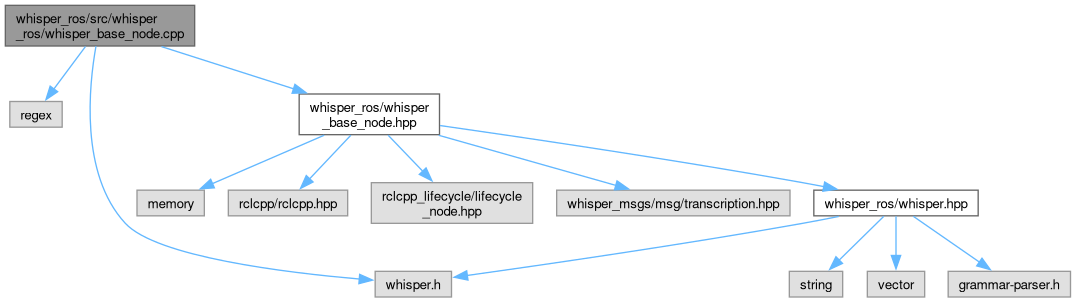 whisper_ros/src/whisper
_ros/whisper_base_node.cpp
regex
whisper_ros/whisper
_base_node.hpp
memory
rclcpp/rclcpp.hpp
rclcpp_lifecycle/lifecycle
_node.hpp
whisper_msgs/msg/transcription.hpp
whisper_ros/whisper.hpp
whisper.h
string
vector
grammar-parser.h